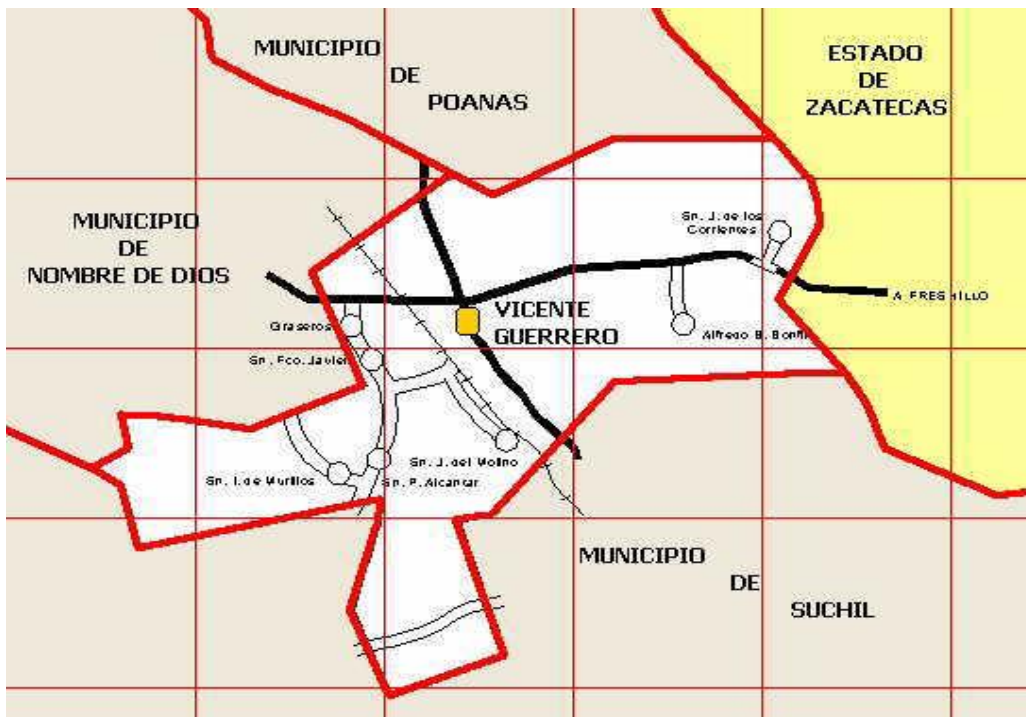 MUNICIPIO
DE
POANAS
ESTADO
DE
ZACATECAS
MUNICIPIO
DE
NOMBRE DE DIOS
Sn. J. de los
Corrientes
A FRESNILLO
VICENTE
GUERRERO
Graseros
Alfredo B. Bonfil
Sn. Fco. Javier
Sn. J. del Molino
Sn. I. de Murillos
Sn. P. Alcantar
MUNICIPIO
DE
SUCHIL